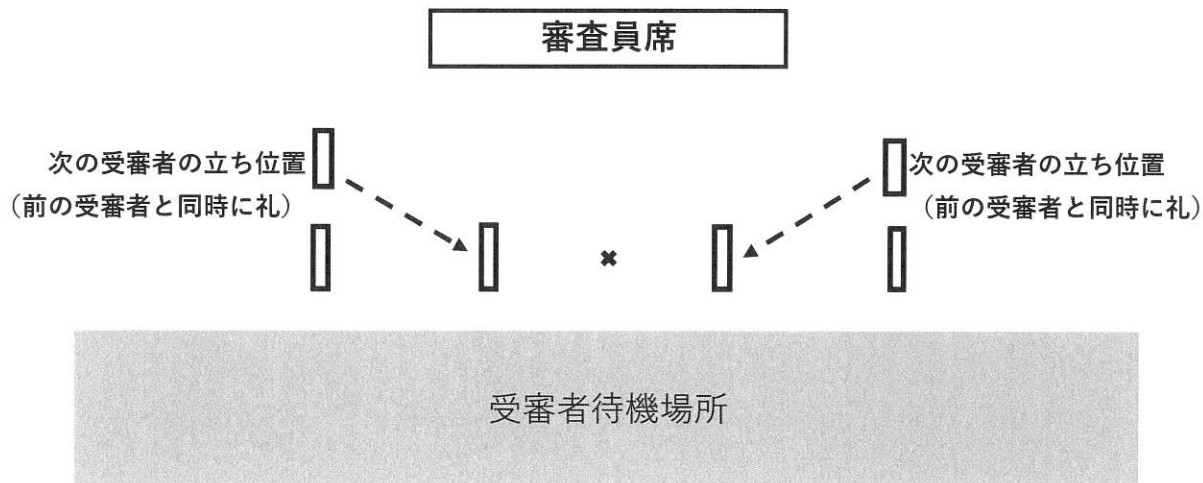 審査員席
次の受審者の立ち位置
（前の受審者と同時に礼）
次の受審者の立ち位置
（前の受審者と同時に礼）
受審者待機場所